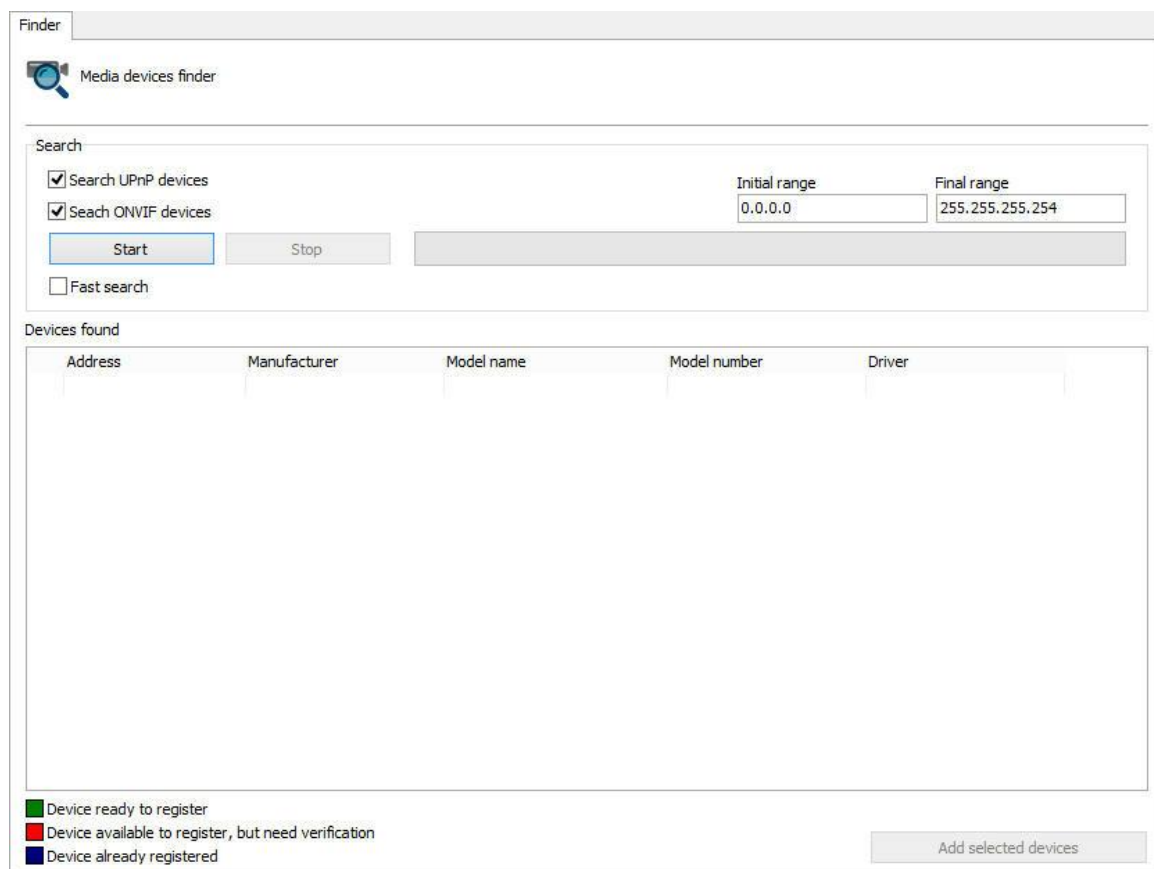 Finder
Media devices finder
Search
Search UPnP devices
Initial range
Final range
Seach ONVIF devices
0.0.0.0
255.255.255.254
Start
Stop
Fast search
Devices found
Address Manufacturer Model name Model number Driver
Device ready to register
Device available to register, but need verification
Device already registered
Add selected devices